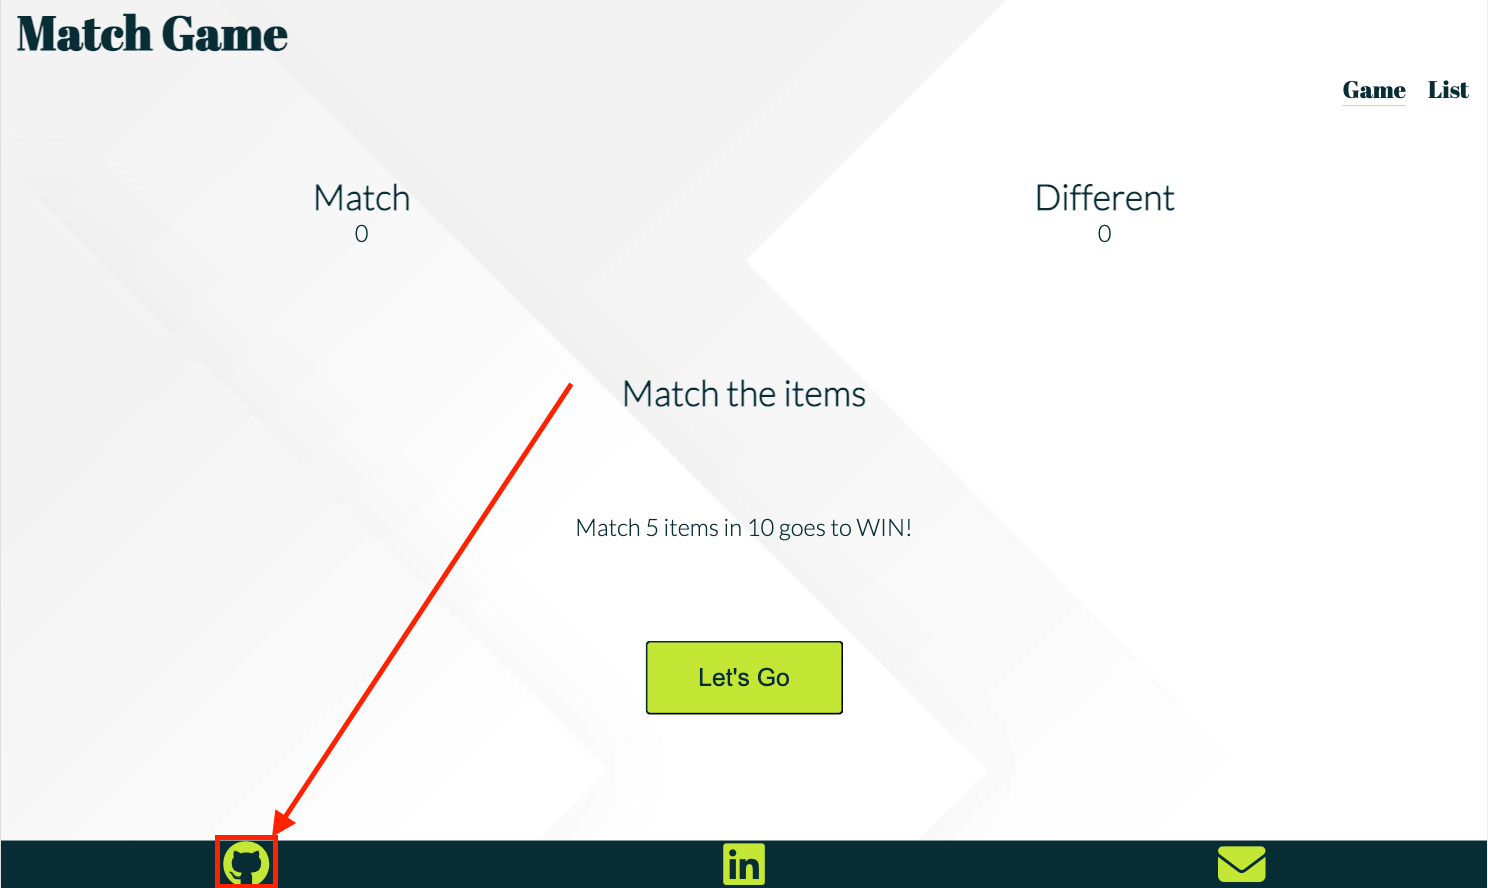 Match Game
Game List
Match
0
Different
0
Match the items
Match 5 items in 10 goes to WIN!
Let's Go
in